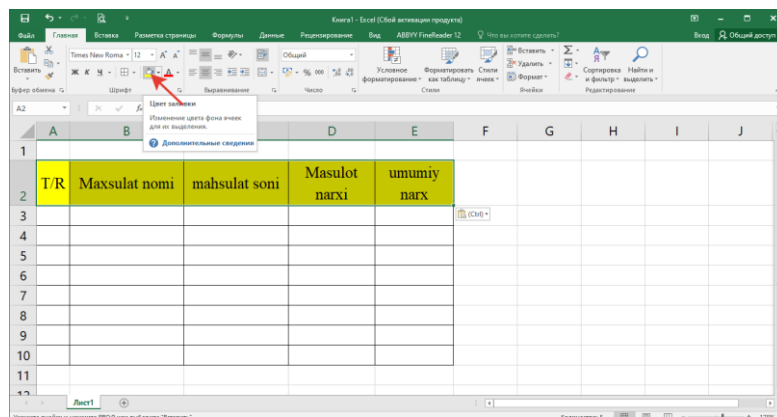 Книга1 - Excel (Сбой активации продукта)
Файл Главная Вставка Разметка страницы Формулы Данные Рецензирование Вид ABBYY FineReader 12 Что вы хотите сделать? Вход Общий доступ
Times New Roma 12 Общий
Вставить Ж К Ч % 000 Условное форматирование Форматировать как таблицу Стили ячеек Вставить Удалить Формат Сортировка и фильтр Найти и выделить
Буфер обмена Шрифт Выравнивание Число Стили Ячейки Редактирование
A2
Цвет заливки
Изменение цвета фона ячеек
для их выделения.
Дополнительные сведения
A B D E F G H I J
1
2 T/R Maxsulat nomi mahsulat soni Masulot narxi umumiy narx
(Ctrl)
3
4
5
6
7
8
9
10
11
12
Лист1